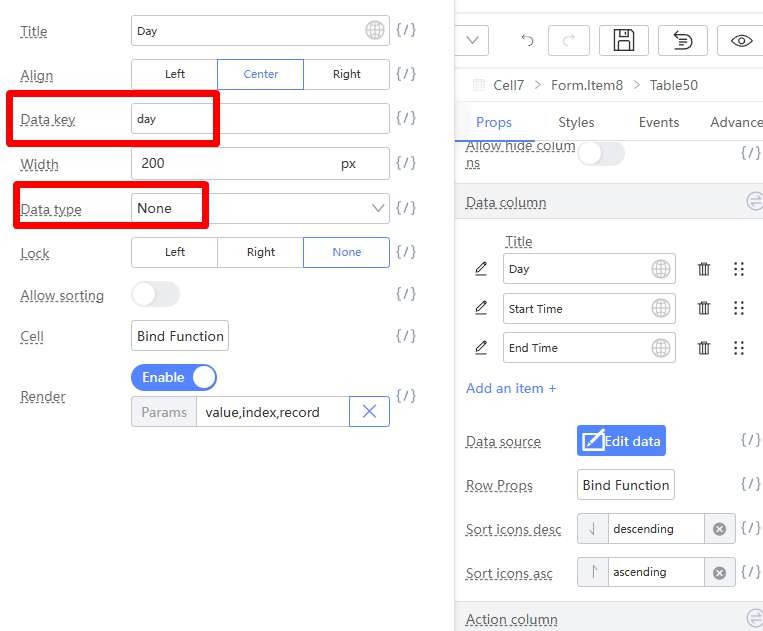 Title
Day
{/}
Align
Left
Center
Right
{/}
Data key
day
{/}
Width
200
px
{/}
Data type
None
{/}
Lock
Left
Right
None
{/}
Allow sorting
{/}
Cell
Bind Function
{/}
Render
Enable
{/}
Params
value,index,record
Cell7 > Form.Item8 > Table50
Props
Styles
Events
Advance
Allow hide colum
ns
{/}
Data column
Title
Day
Start Time
End Time
Add an item +
Data source
Edit data
{/}
Row Props
Bind Function
{/}
Sort icons desc
descending
{/}
Sort icons asc
ascending
{/}
Action column